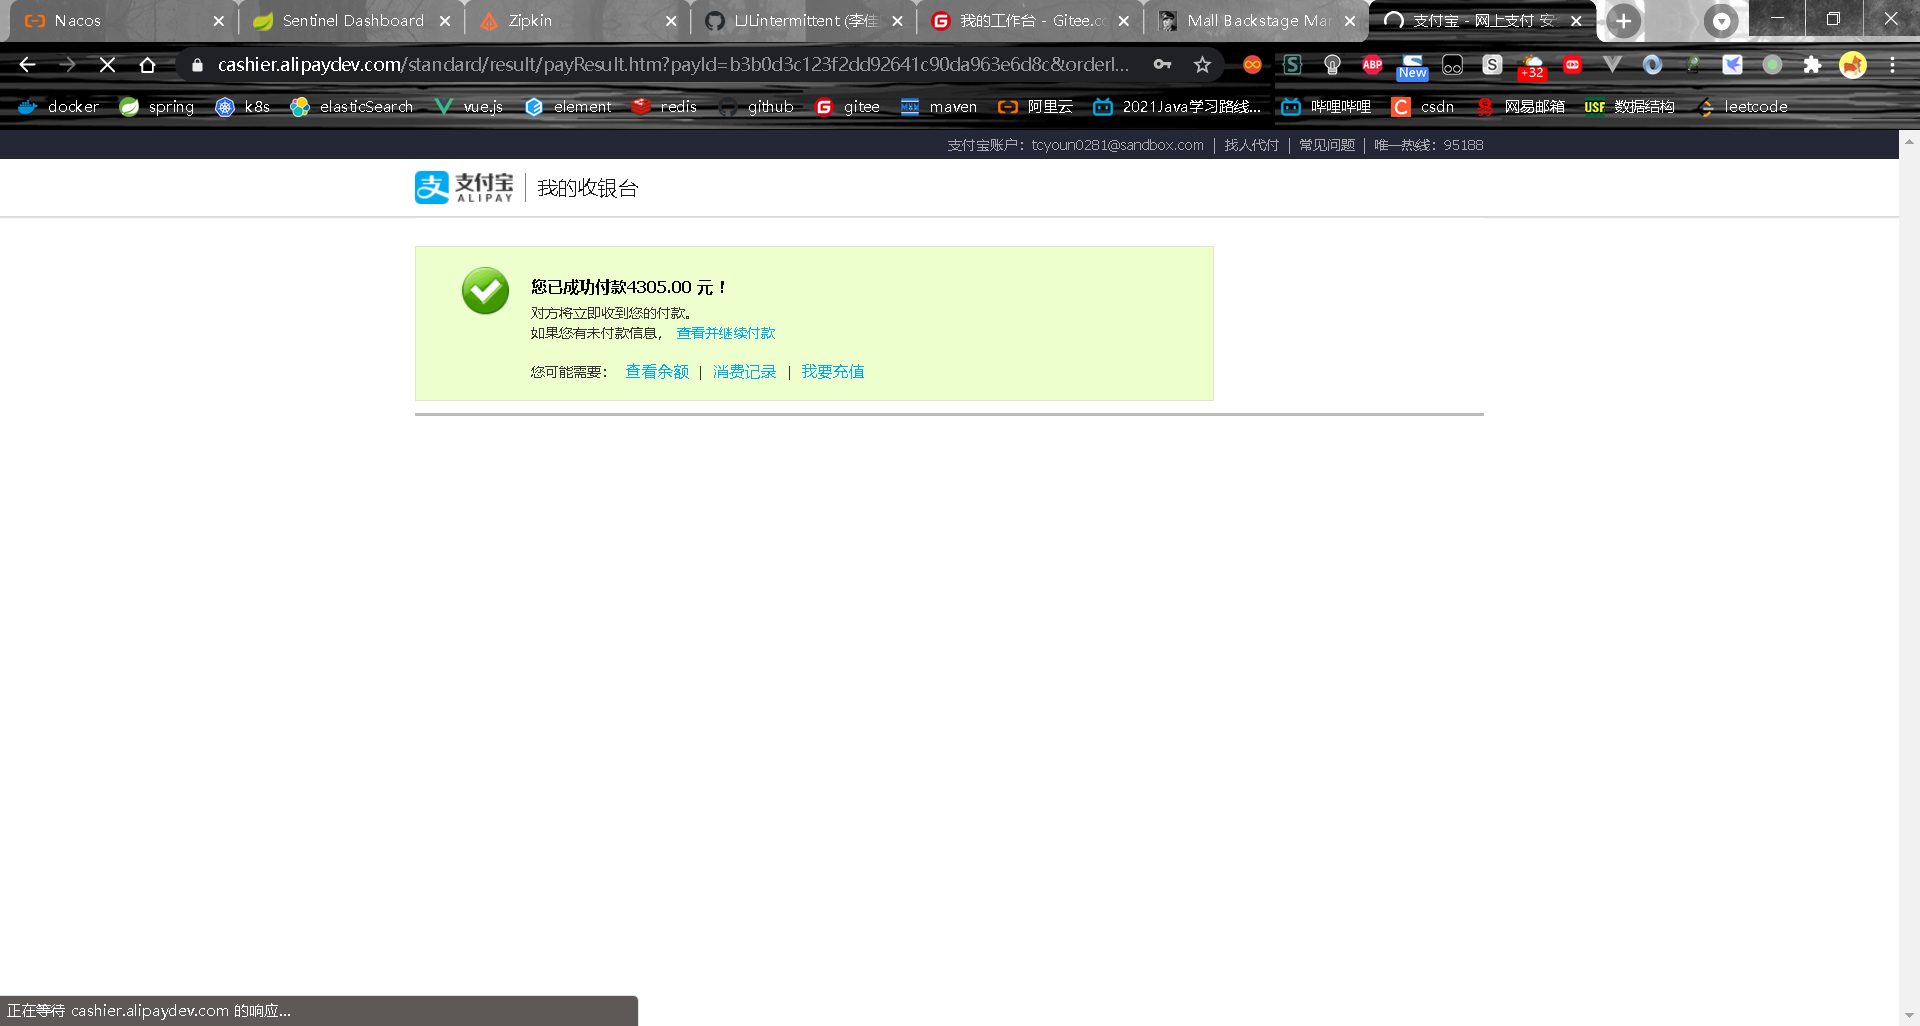 Nacos
Sentinel Dashboard
Zipkin
我的工作台 - Gitee.co
Mall Backstage Mar
支付宝 - 网上支付 安
cashier.alipaydev.com/standard/result/payResult.htm?payId=b3b0d3c123f2dd92641c90da963e6d8c&orderI...
ABP
New
S
+32
docker
spring
k8s
elasticSearch
vue.js
element
redis
github
gitee
maven
阿里云
2021Java学习路线...
哔哩哔哩
csdn
网易邮箱
USF 数据结构
leetcode
支付宝账户：tcyoun0281@sandbox.com | 找人代付 | 常见问题 | 唯一热线：95188
支付宝 ALIPAY | 我的收银台
您已成功付款4305.00 元！
对方将立即收到您的付款。
如果您有未付款信息， 查看并继续付款
您可能需要： 查看余额 | 消费记录 | 我要充值
正在等待 cashier.alipaydev.com 的响应...